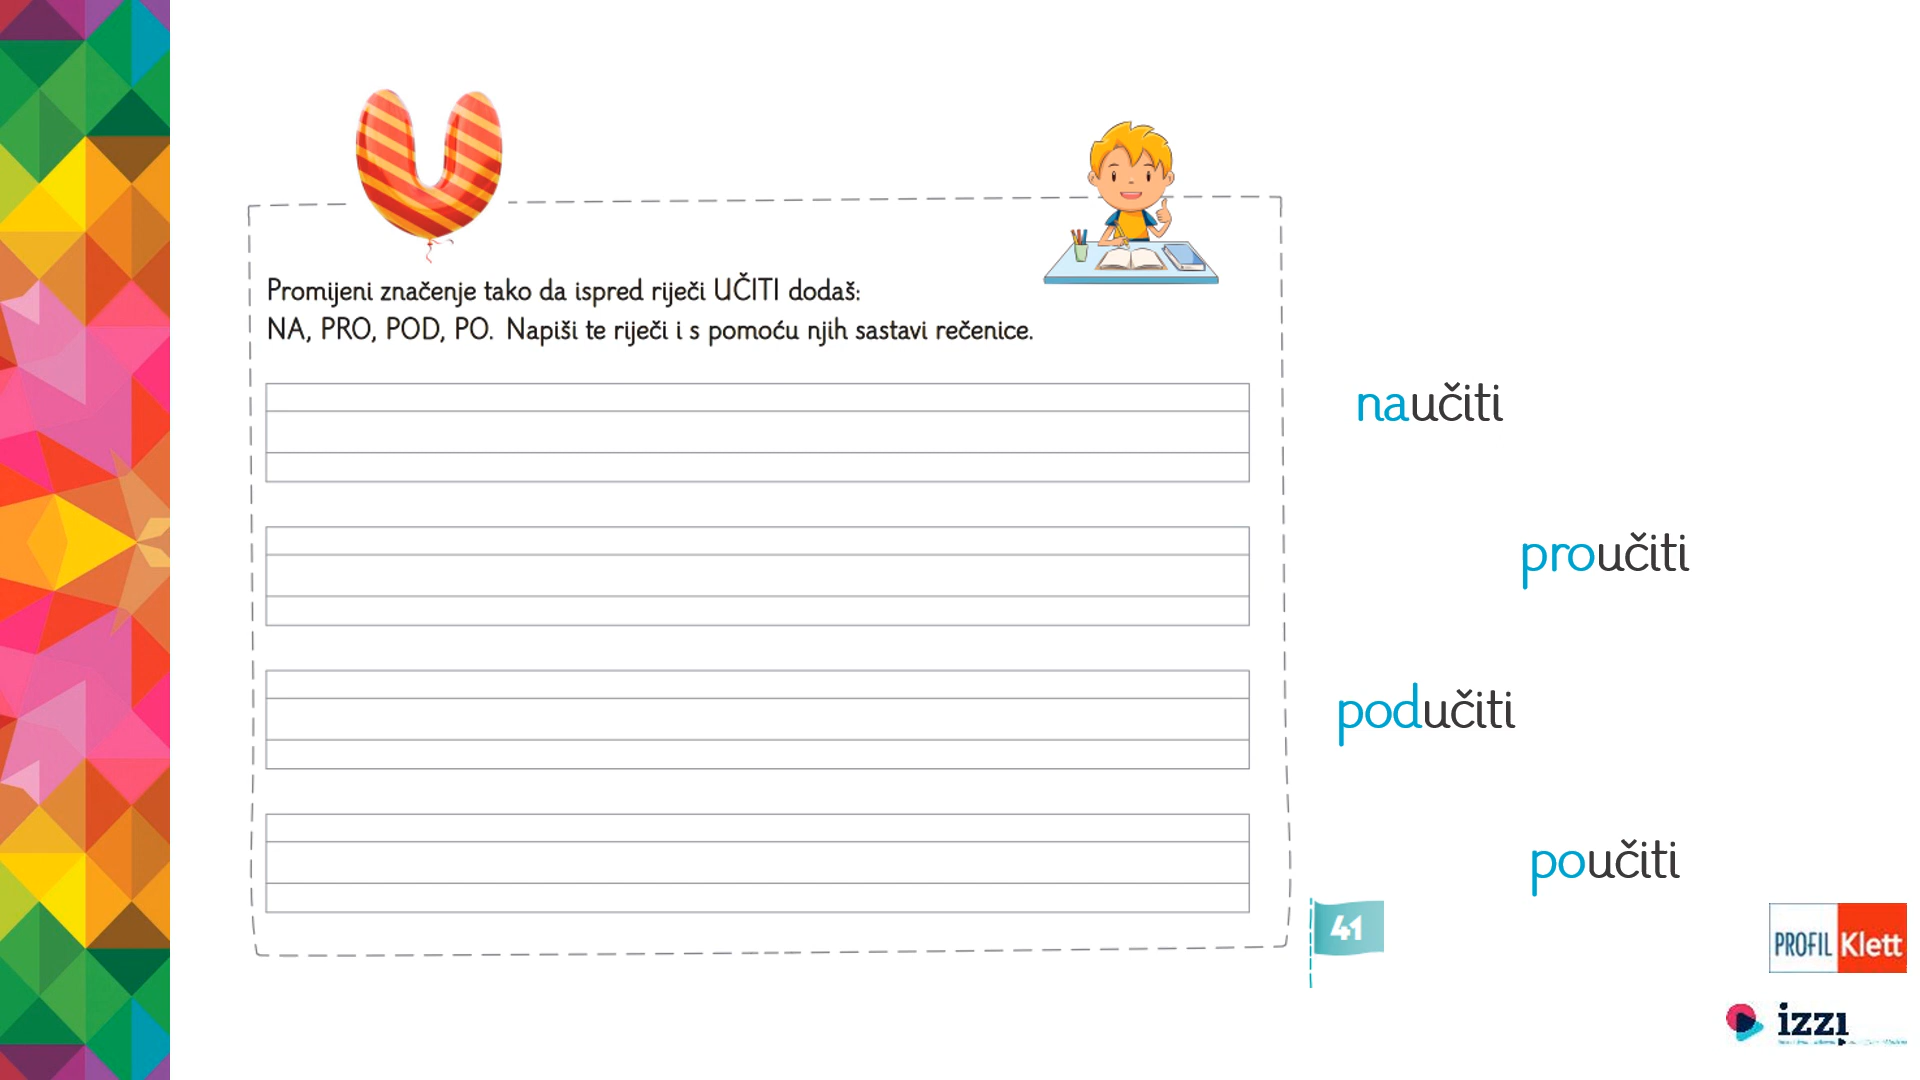 U
Promijeni značenje tako da ispred riječi UČITI dodaš:
NA, PRO, POD, PO. Napiši te riječi i s pomoću njih sastavi rečenice.
naučiti
proučiti
podučiti
poučiti
41
PROFIL Klett
izzi